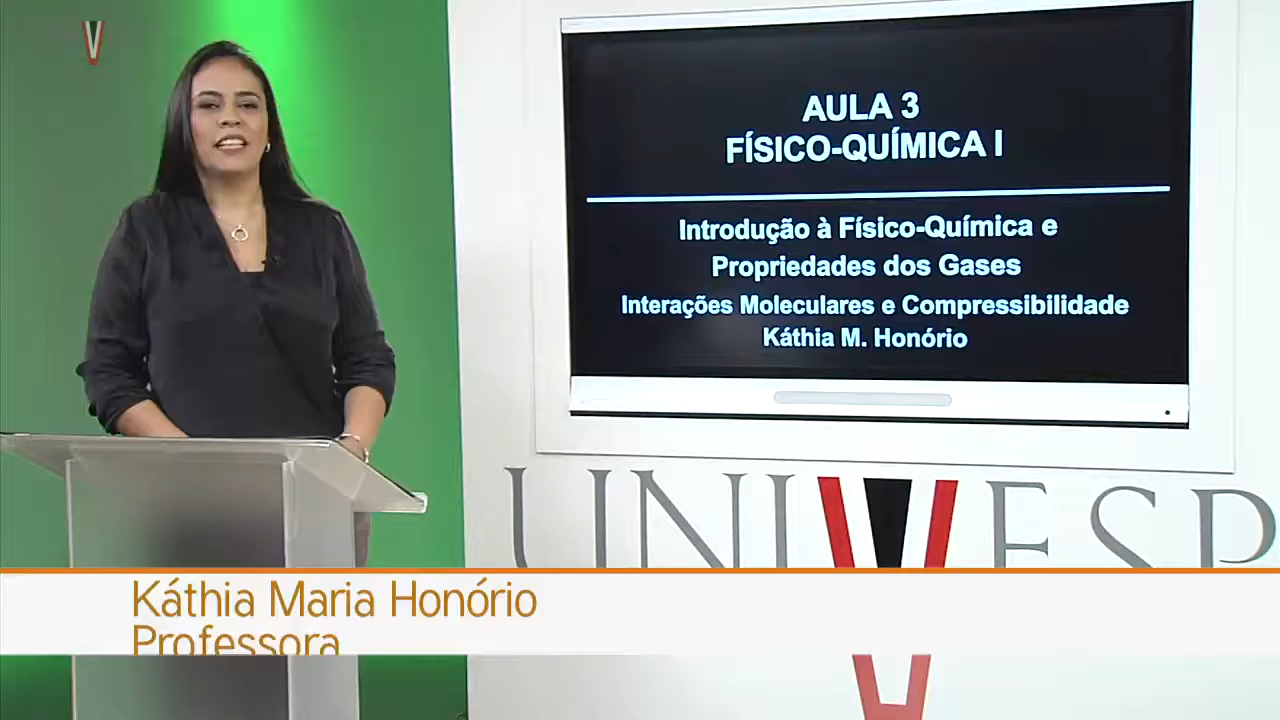 AULA 3
FÍSICO-QUÍMICA I
Introdução à Físico-Química e
Propriedades dos Gases
Interações Moleculares e Compressibilidade
Káthia M. Honório
UNIVESP
Káthia Maria Honório
Professora